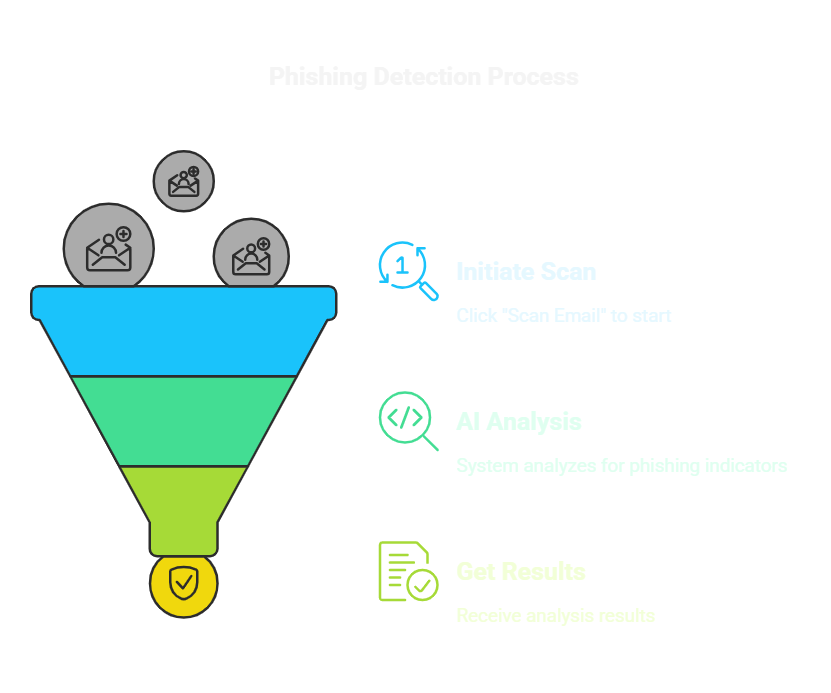 Phishing Detection Process
1
Initiate Scan
Click "Scan Email" to start
</>
AI Analysis
System analyzes for phishing indicators
Get Results
Receive analysis results